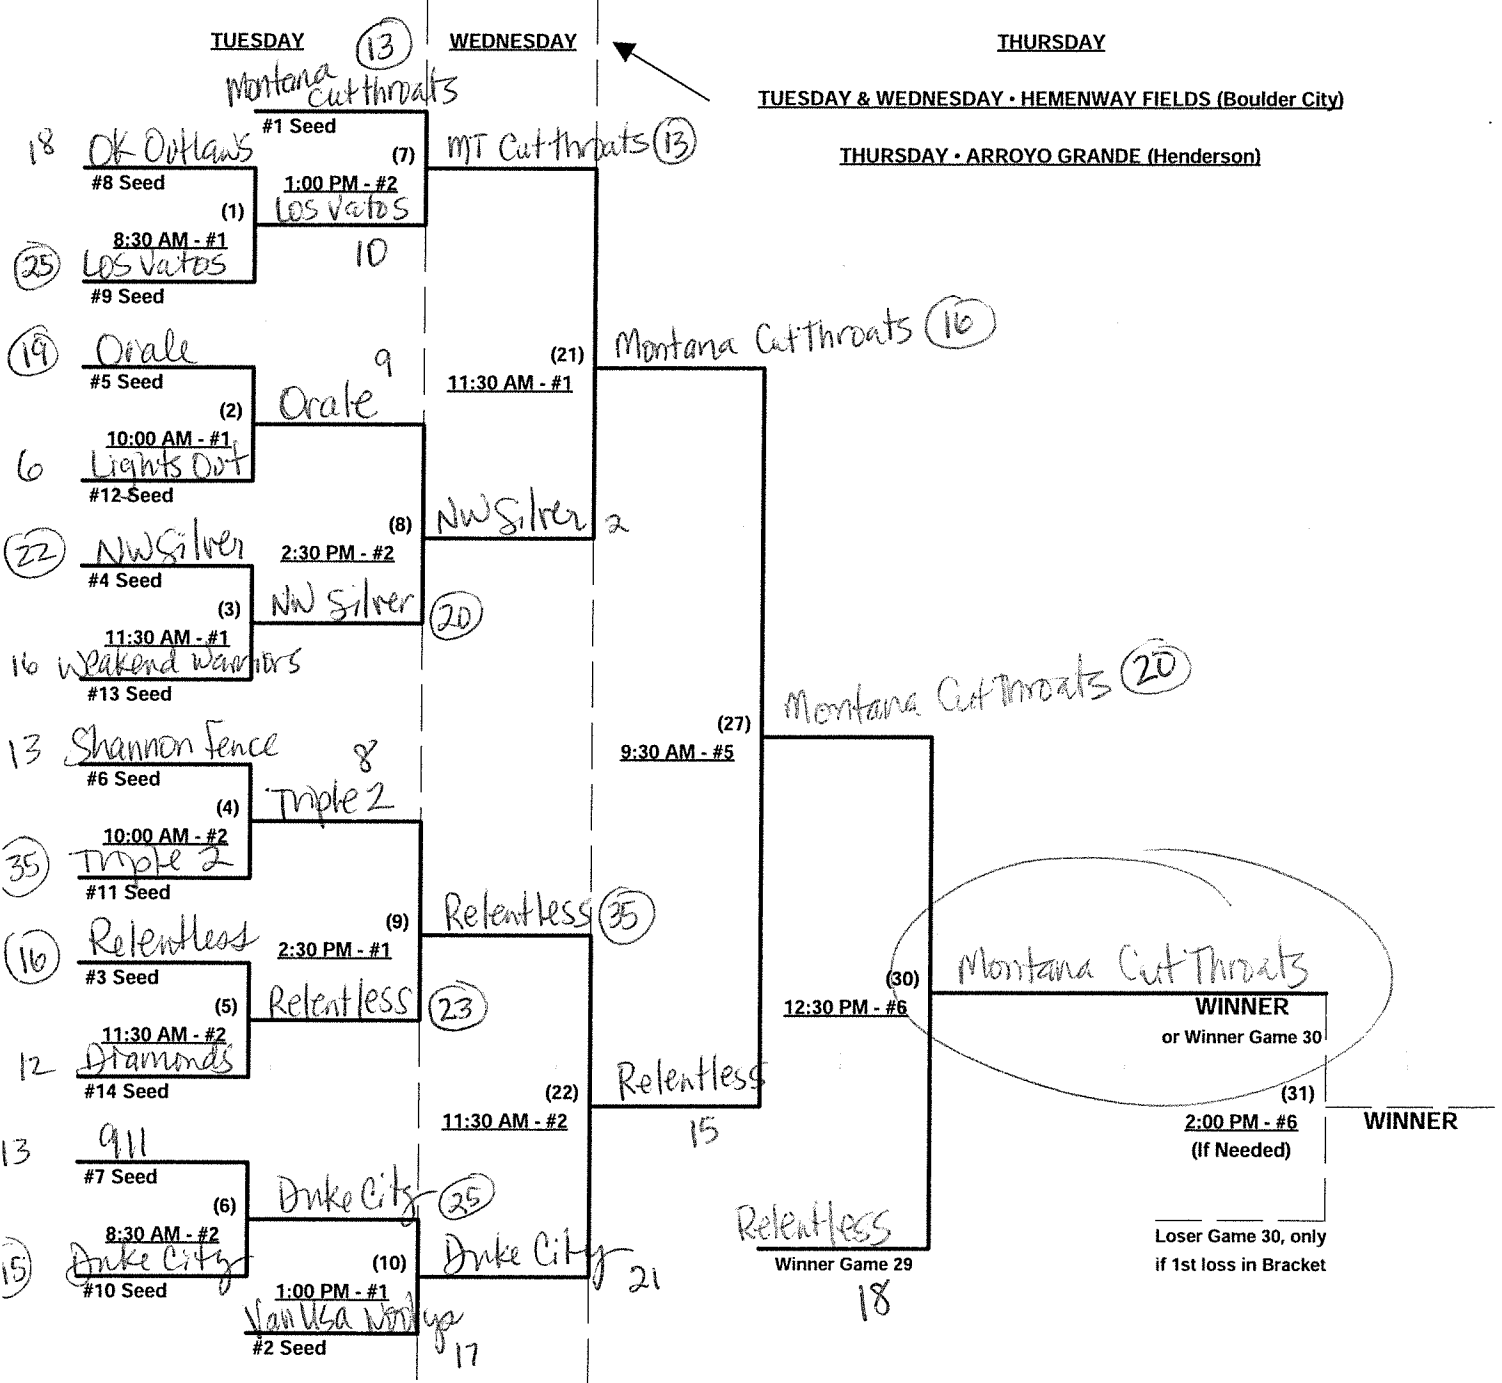 TUESDAY
13
WEDNESDAY
THURSDAY
Montana
Cutthroats
#1 Seed
TUESDAY & WEDNESDAY • HEMENWAY FIELDS (Boulder City)
THURSDAY • ARROYO GRANDE (Henderson)
18 OK Outlaws
#8 Seed
(7)
1:00 PM - #2
MT Cutthroats 13
(1)
8:30 AM - #1
Los Vatos
10
25 Los Vatos
#9 Seed
19 Orale
#5 Seed
9
(2)
10:00 AM - #1
Orale
6 Lights Out
#12 Seed
(21)
11:30 AM - #1
Montana CutThroats 16
22 NW Silver
#4 Seed
(8)
2:30 PM - #2
NW Silver 2
(3)
11:30 AM - #1
NW Silver 20
16 Weakend Warriors
#13 Seed
13 Shannon Fence
#6 Seed
8
(4)
10:00 AM - #2
Triple 2
35 Triple 2
#11 Seed
(27)
9:30 AM - #5
Montana CutThroats 20
16 Relentless
#3 Seed
(9)
2:30 PM - #1
Relentless 35
(5)
11:30 AM - #2
Relentless 23
12 Diamonds
#14 Seed
(30)
12:30 PM - #6
Montana CutThroats
WINNER
or Winner Game 30
(22)
11:30 AM - #2
Relentless
15
(31)
2:00 PM - #6
(If Needed)
WINNER
13 911
#7 Seed
(6)
8:30 AM - #2
Duke City 25
15 Duke City
#10 Seed
(10)
1:00 PM - #1
Duke City
21
Relentless
Winner Game 29
18
Loser Game 30, only
if 1st loss in Bracket
Van USA
#2 Seed
17